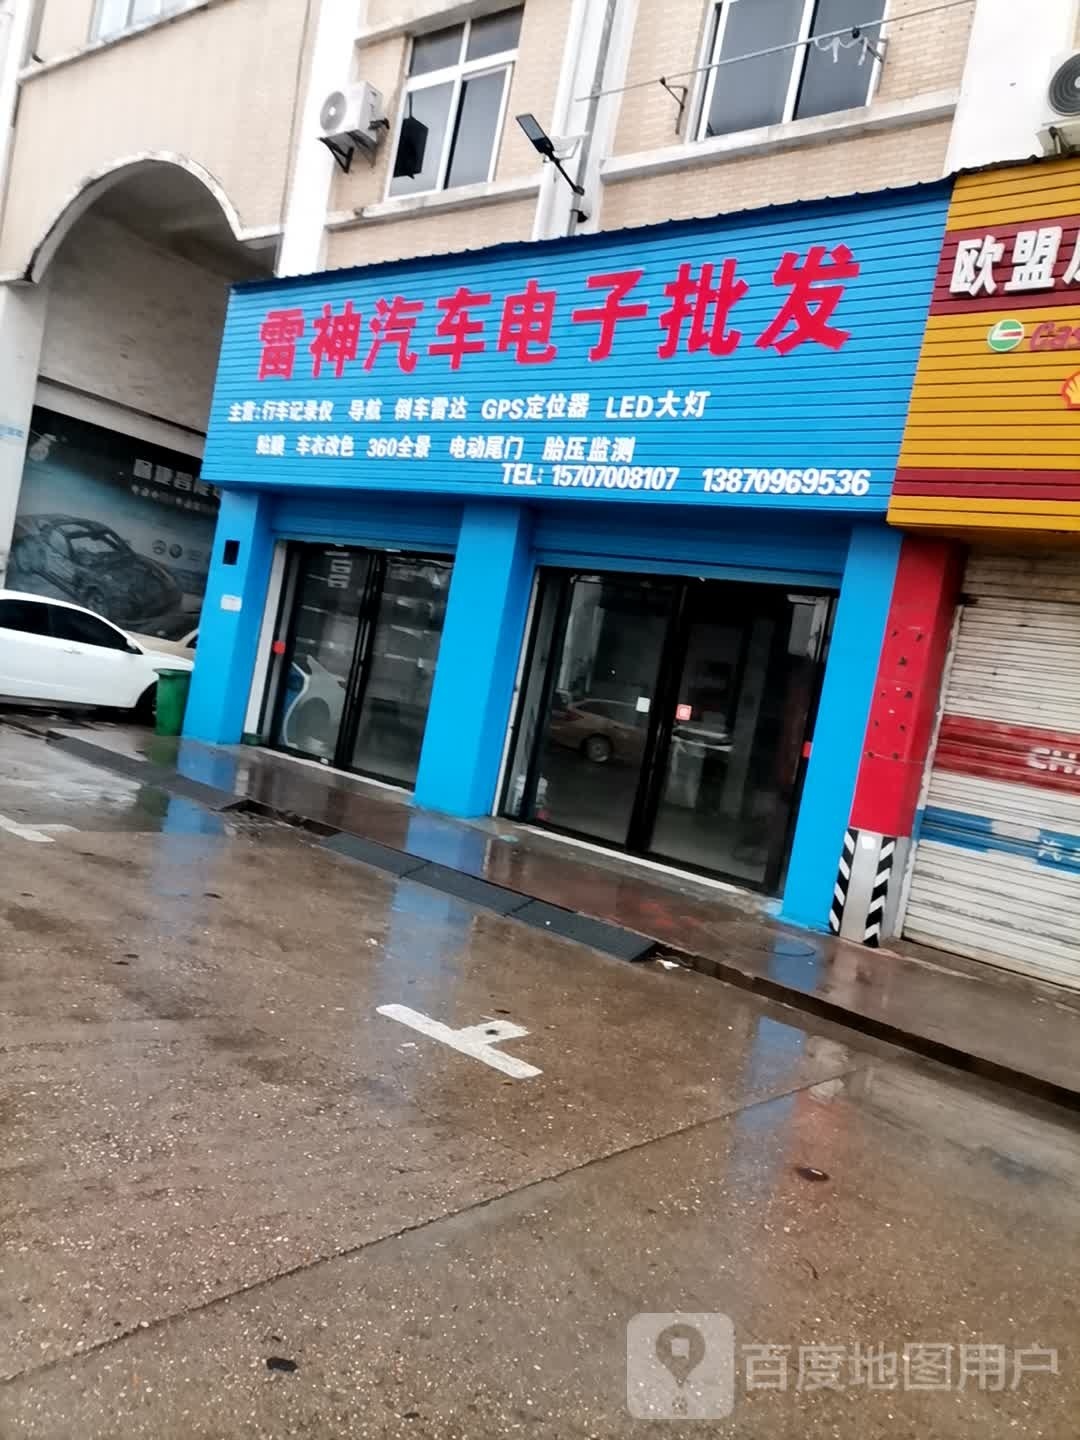 雷神汽车电子批发
主营:行车记录仪 导航 倒车雷达 GPS定位器 LED大灯
贴膜 车衣改色 360全景 电动尾门 胎压监测
TEL: 15707008107 13870969536
欧盟
Cas
CH
汽
百度地图用户